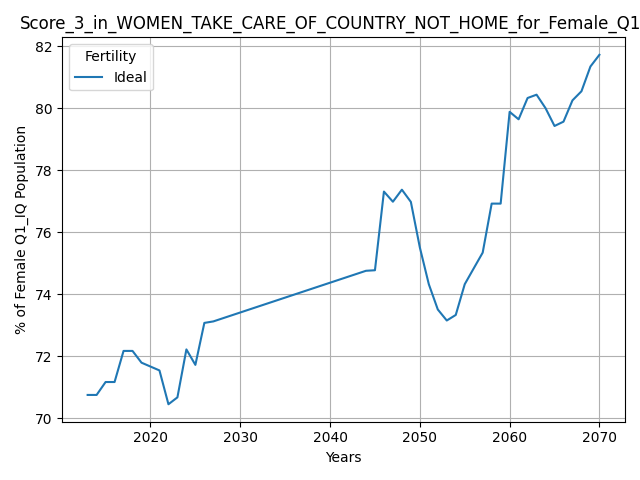 Score_3_in_WOMEN_TAKE_CARE_OF_COUNTRY_NOT_HOME_for_Female_Q1
82
80
78
76
74
72
70
% of Female Q1_IQ Population
Fertility
Ideal
2020 2030 2040 2050 2060 2070
Years